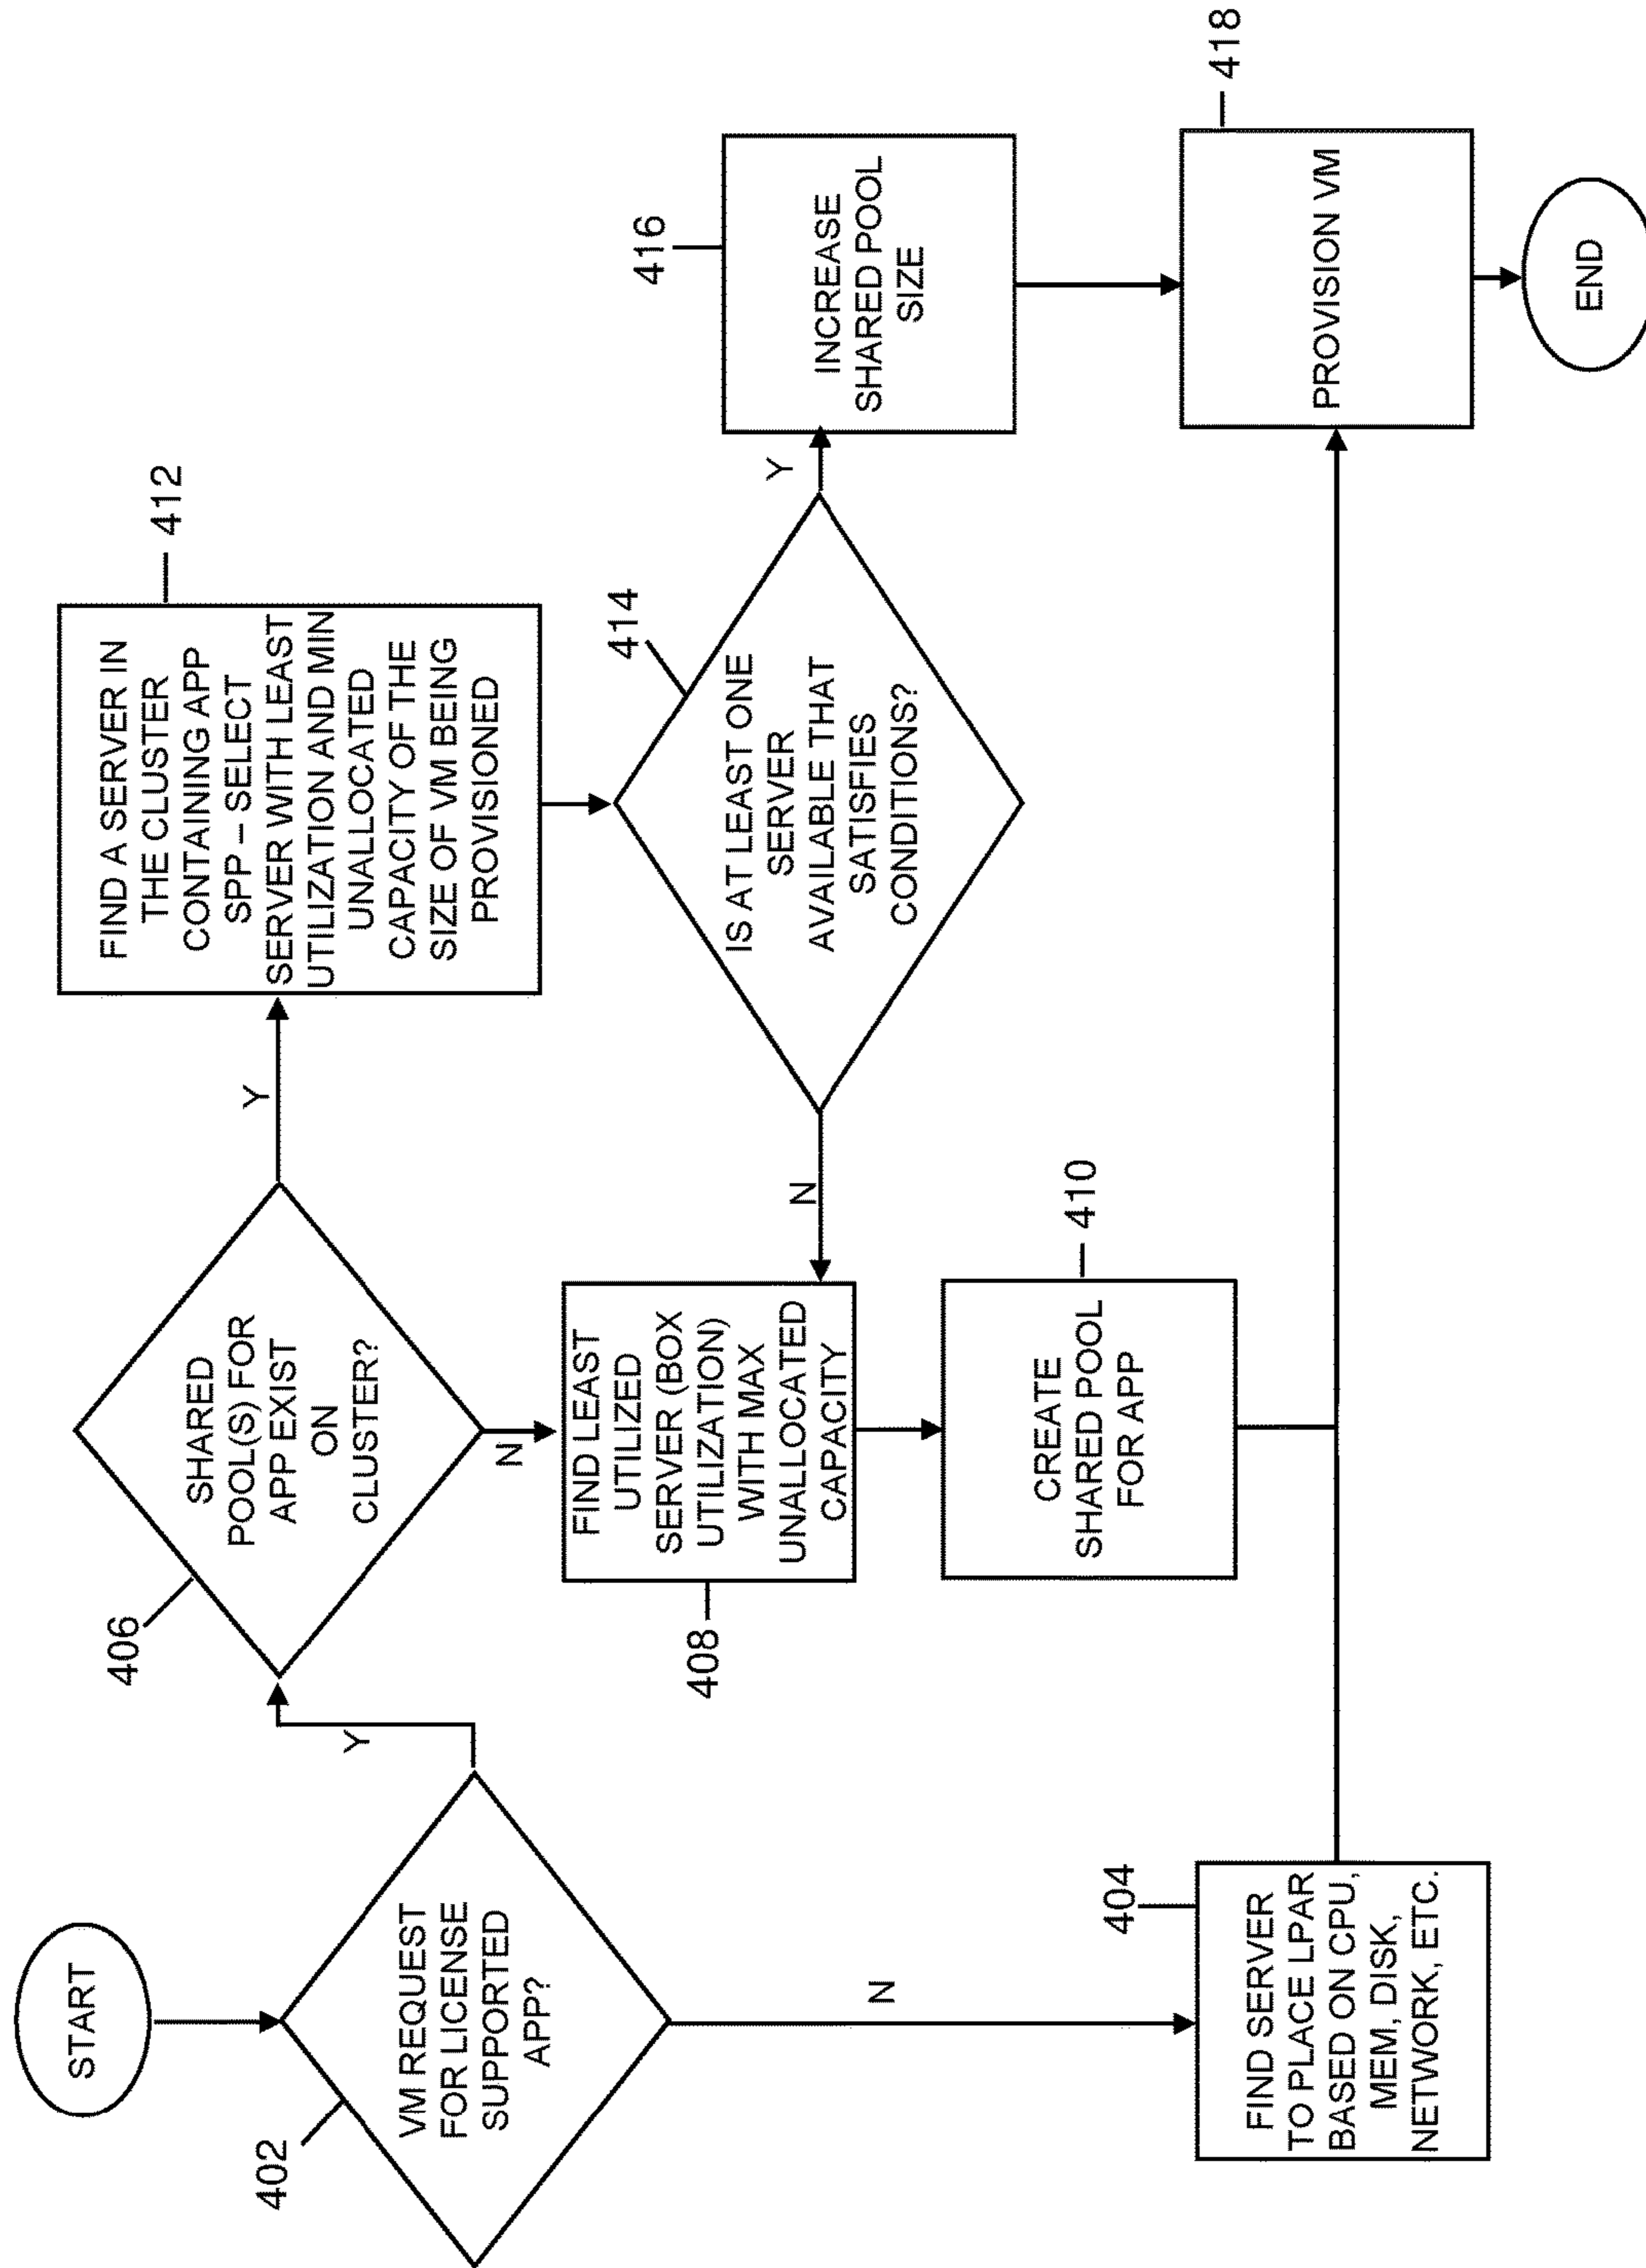 START
402
VM REQUEST
FOR LICENSE
SUPPORTED
APP?
Y
N
404
FIND SERVER
TO PLACE LPAR
BASED ON CPU,
MEM, DISK,
NETWORK, ETC.
406
SHARED
POOL(S) FOR
APP EXIST
ON
CLUSTER?
Y
N
408
FIND LEAST
UTILIZED
SERVER (BOX
UTILIZATION)
WITH MAX
UNALLOCATED
CAPACITY
410
CREATE
SHARED POOL
FOR APP
412
FIND A SERVER IN
THE CLUSTER
CONTAINING APP
SPP – SELECT
SERVER WITH LEAST
UTILIZATION AND MIN
UNALLOCATED
CAPACITY OF THE
SIZE OF VM BEING
PROVISIONED
414
IS AT LEAST ONE
SERVER
AVAILABLE THAT
SATISFIES
CONDITIONS?
N
Y
416
INCREASE
SHARED POOL
SIZE
418
PROVISION VM
END